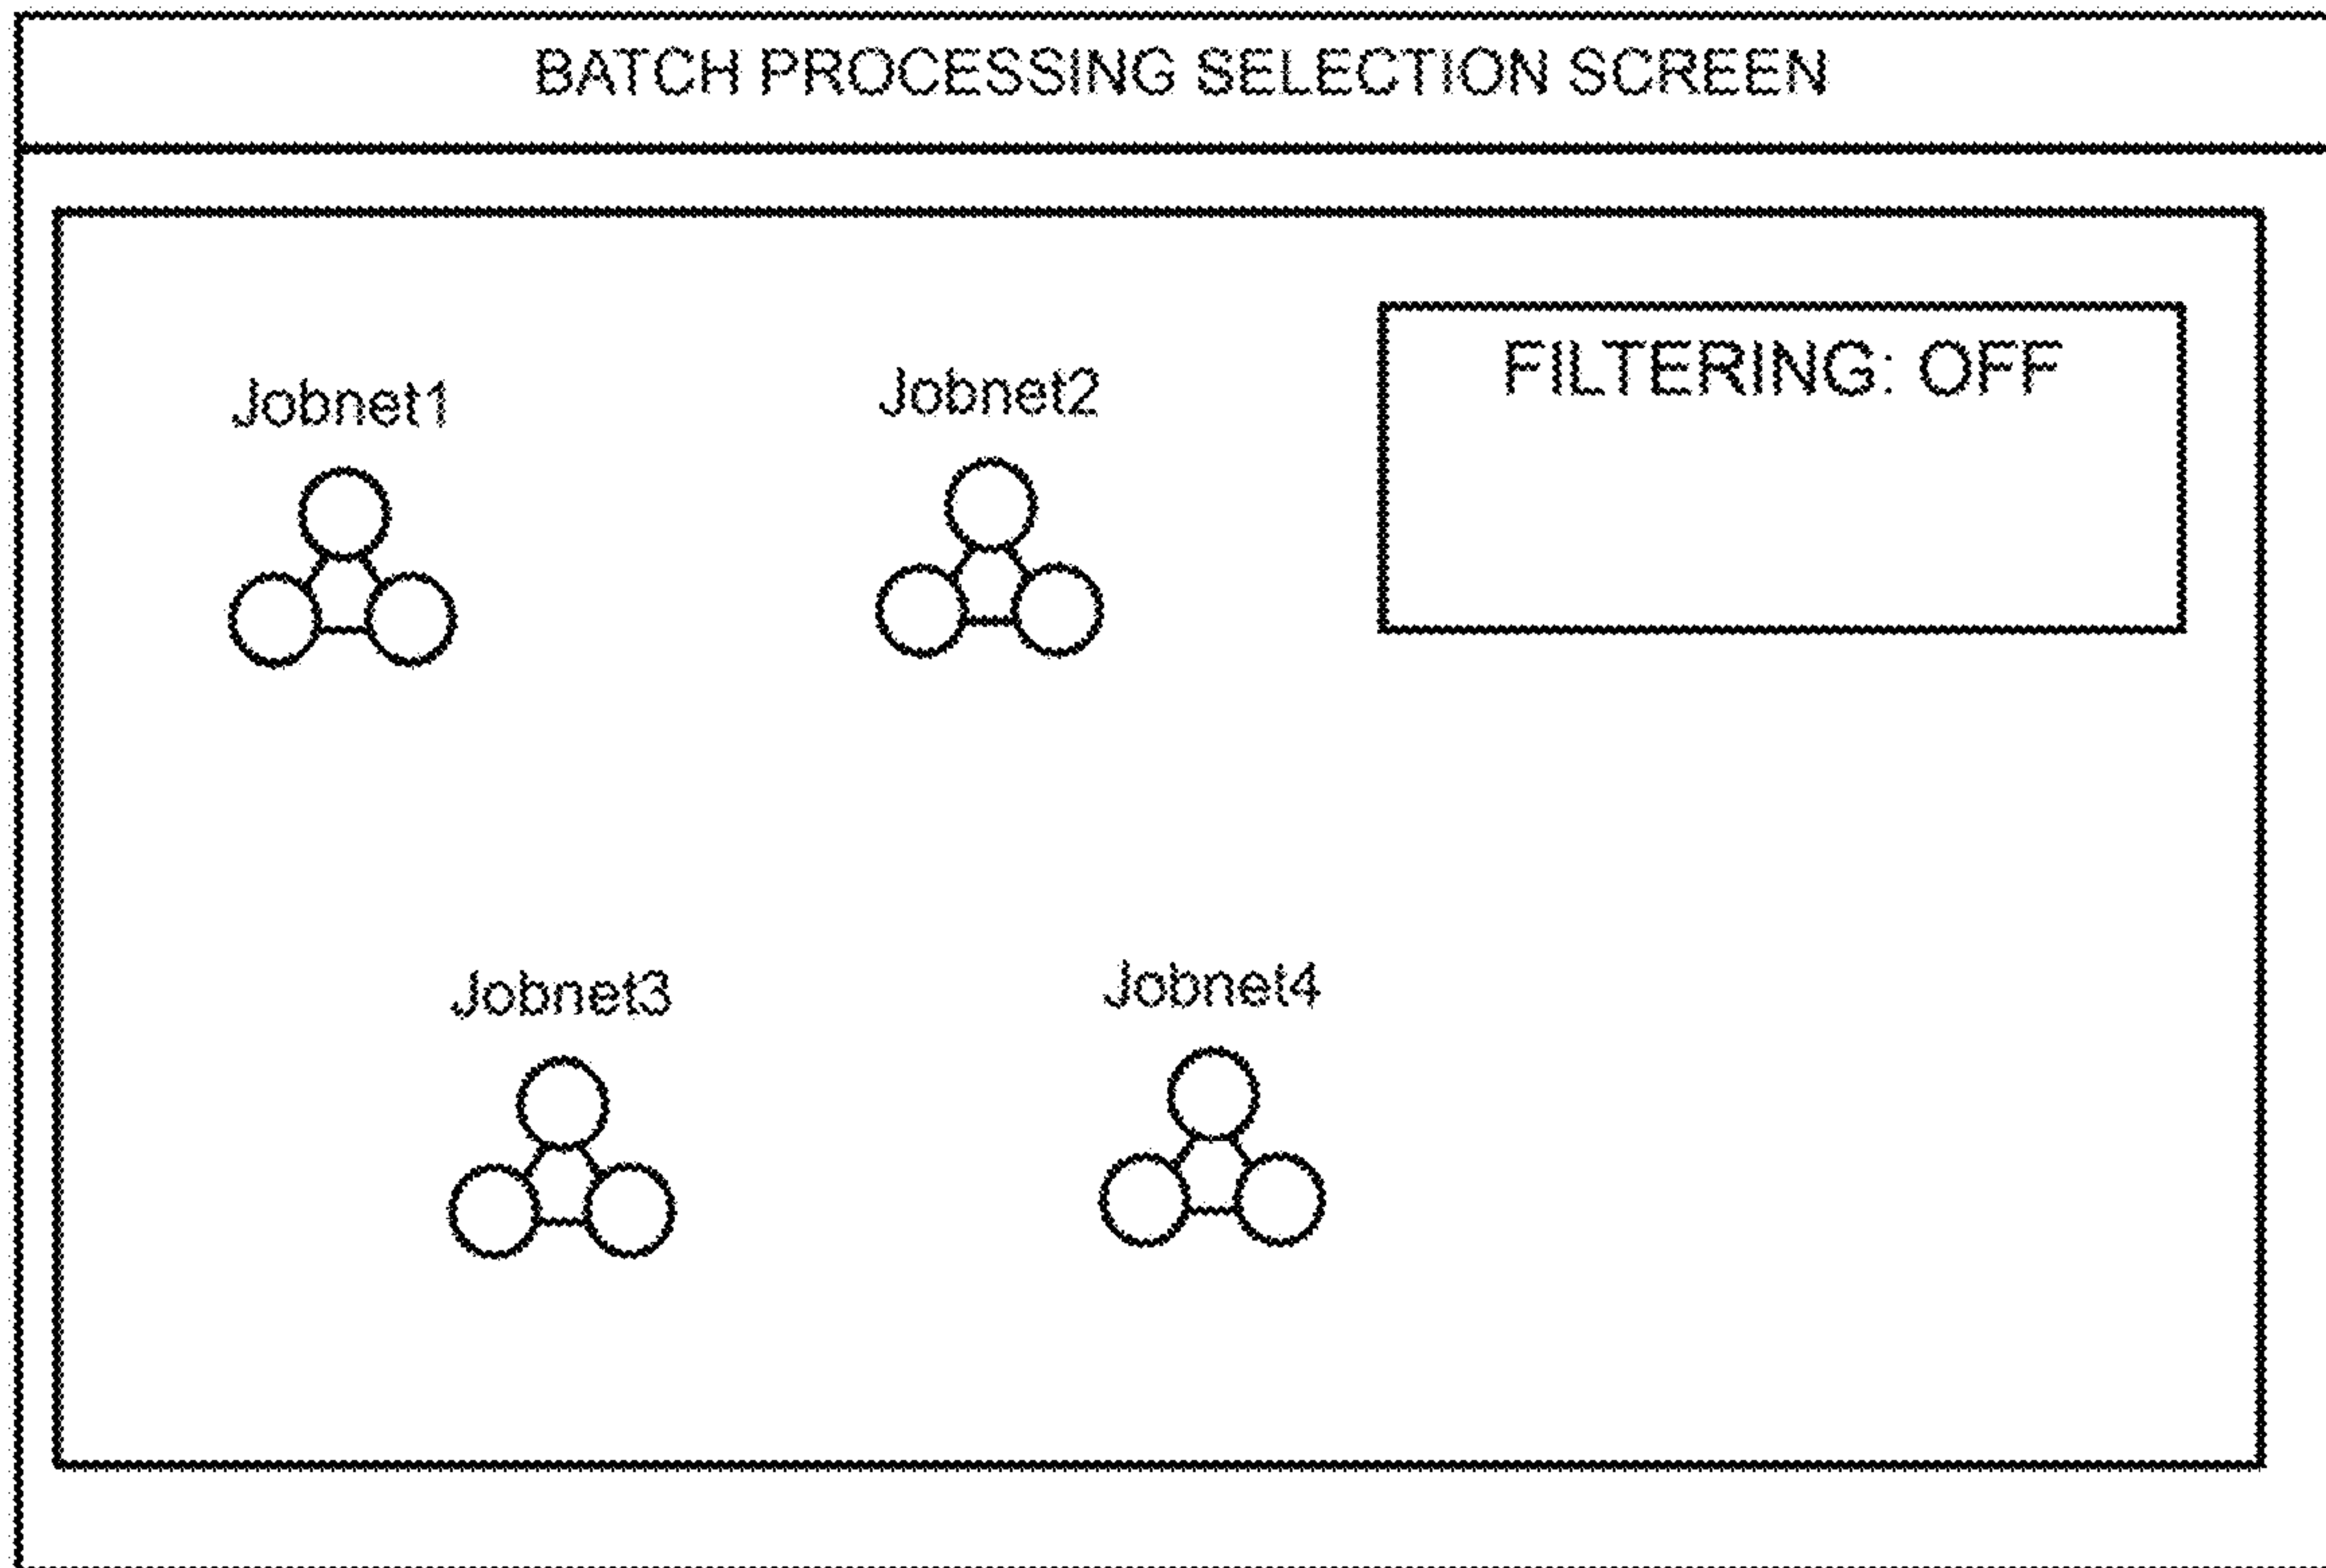 BATCH PROCESSING SELECTION SCREEN
Jobnet1
Jobnet2
FILTERING: OFF
Jobnet3
Jobnet4